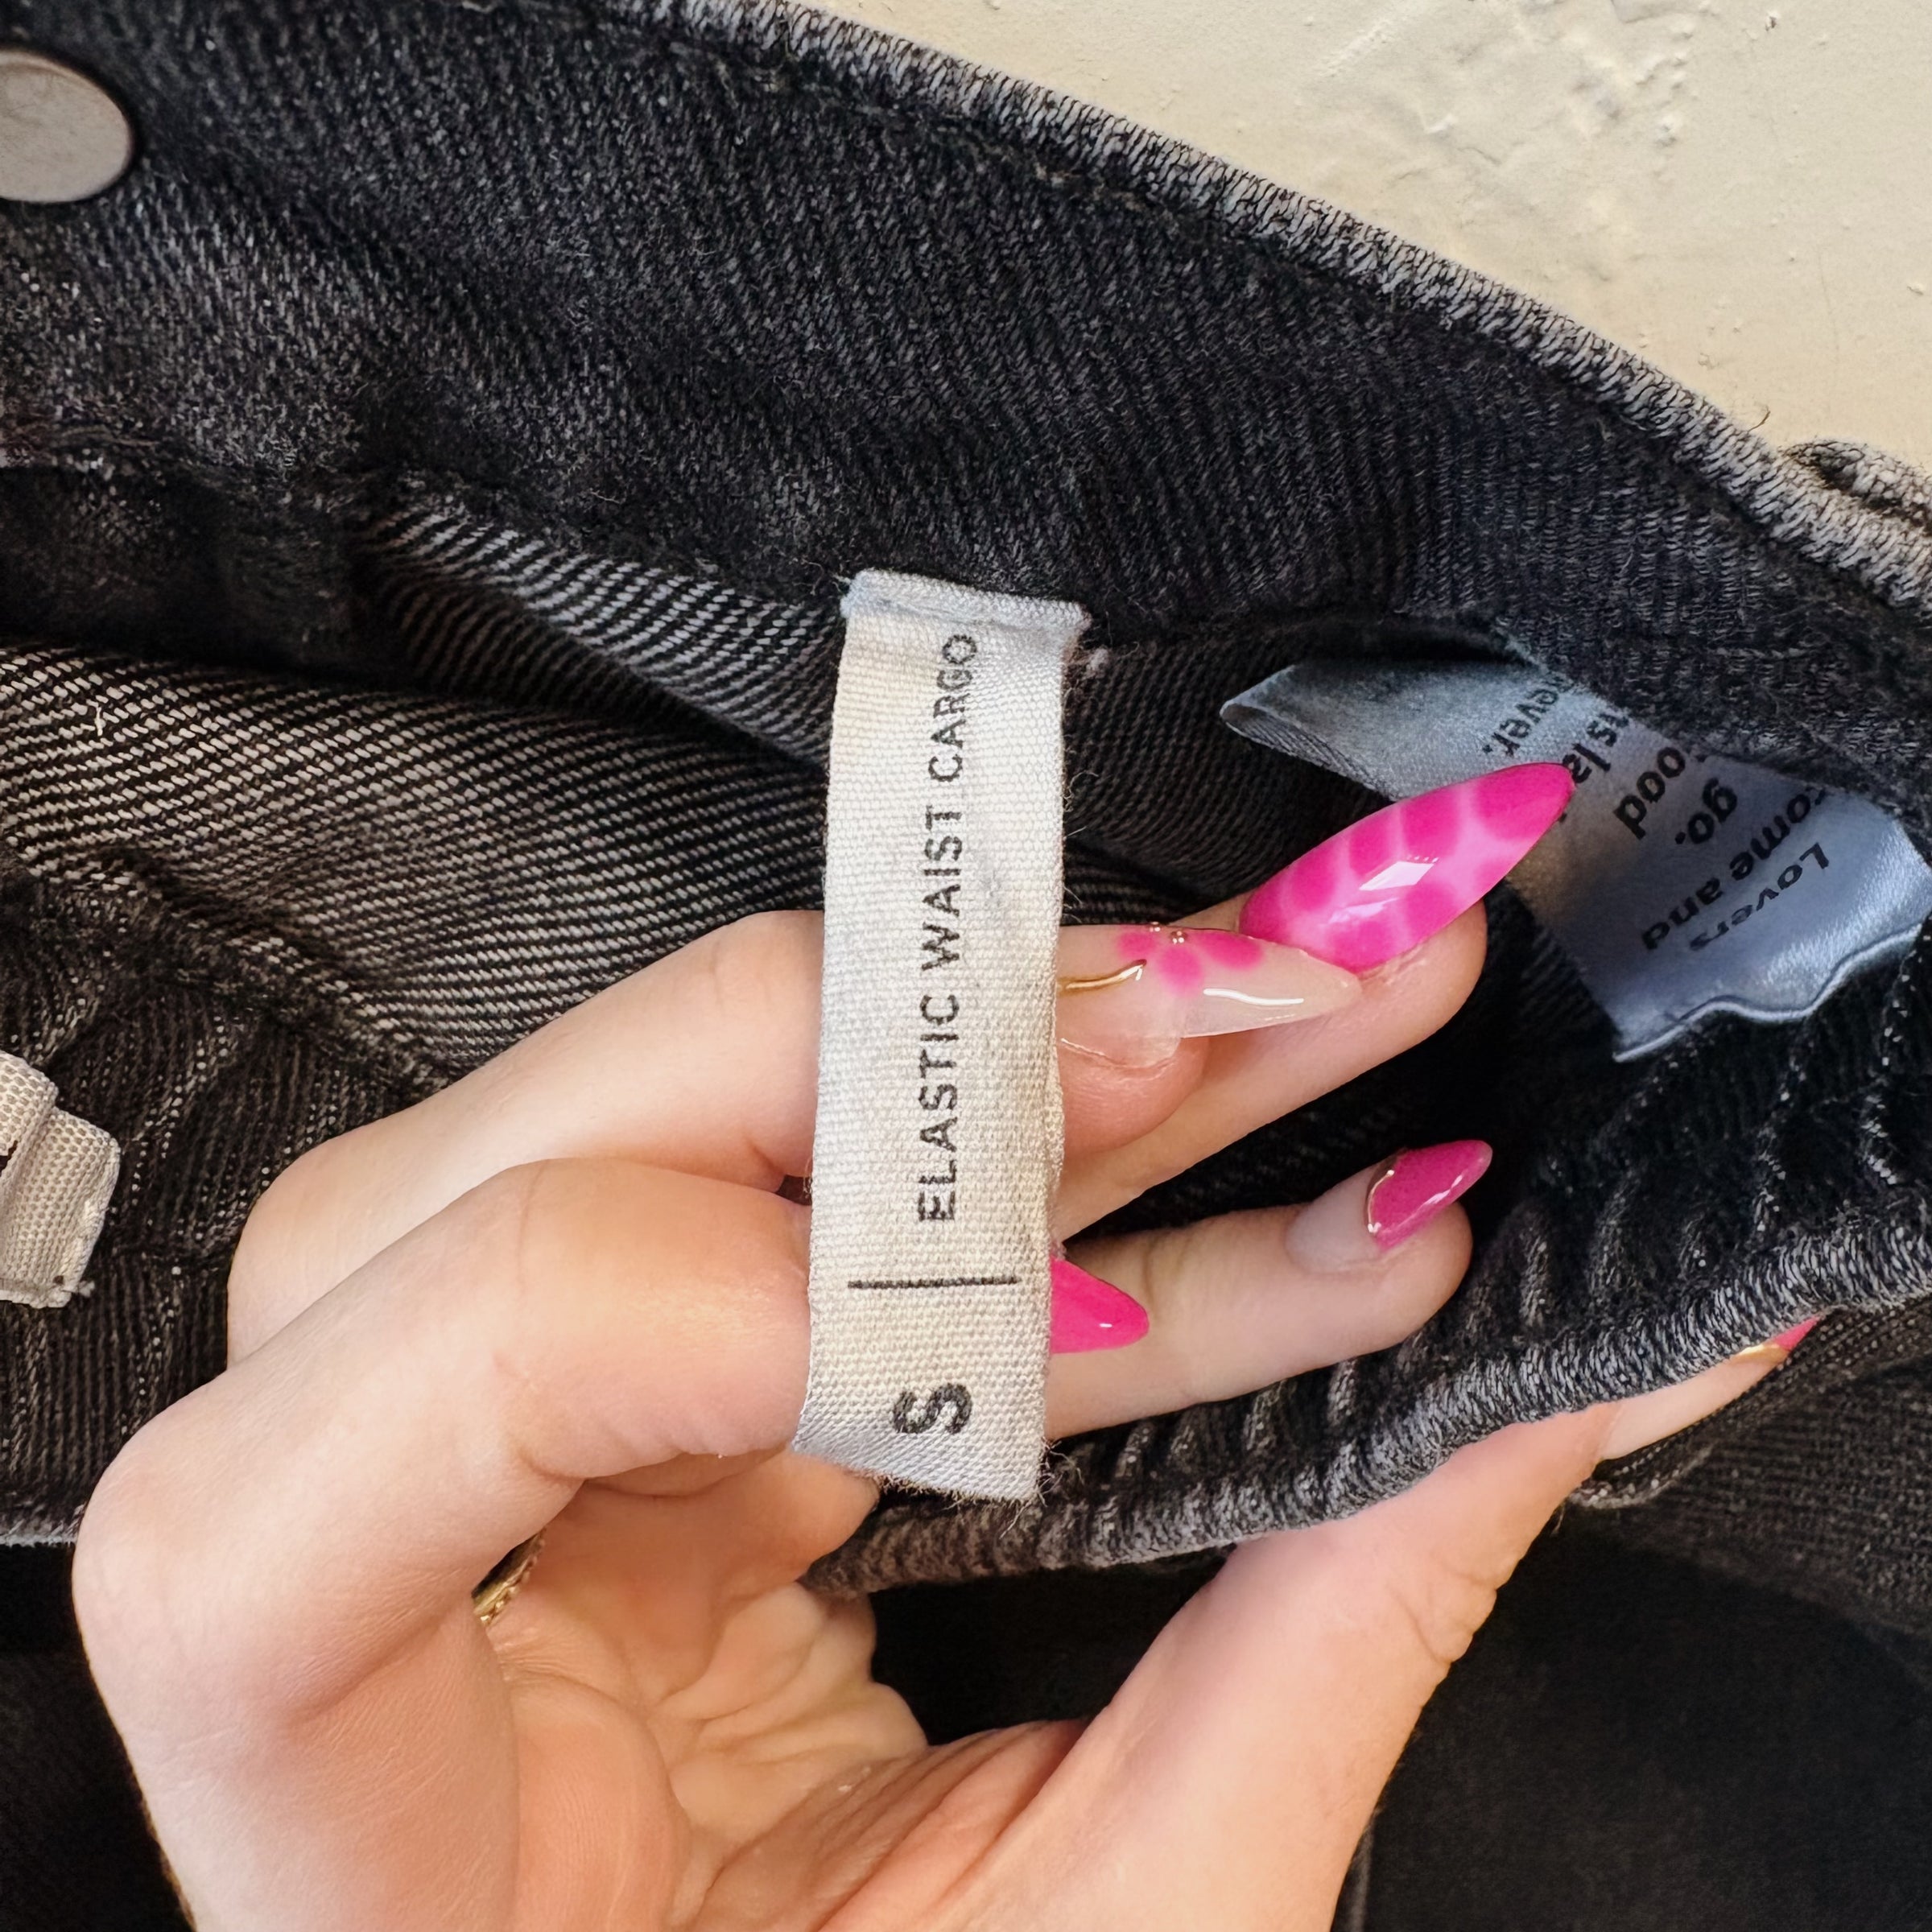 S | ELASTIC WAIST CARGO
Lovers
come and
go.
good